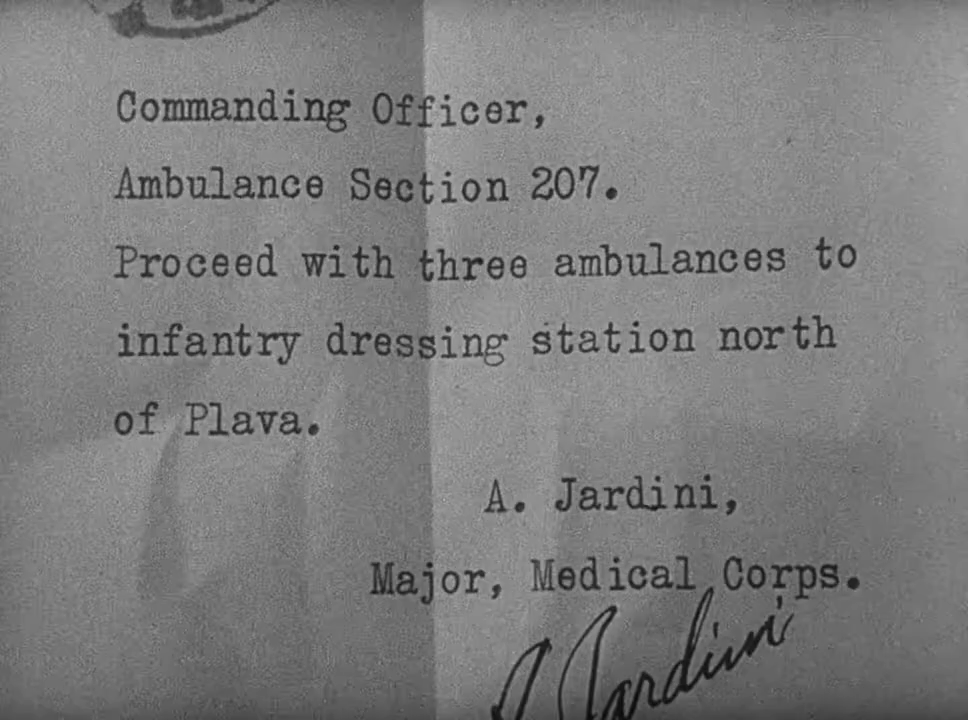 Commanding Officer,
Ambulance Section 207.
Proceed with three ambulances to
infantry dressing station north
of Plava.
A. Jardini,
Major, Medical Corps.
A Jardini